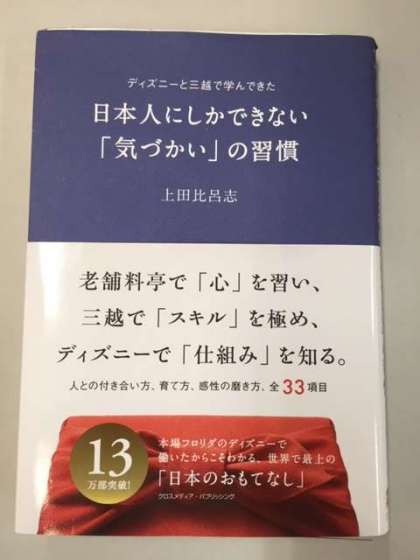 ディズニーと三越で学んできた
日本人にしかできない
「気づかい」の習慣
上田比呂志
老舗料亭で「心」を習い、
三越で「スキル」を極め、
ディズニーで「仕組み」を知る。
人との付き合い方、育て方、感性の磨き方、全33項目
13
万部突破!
本場フロリダのディズニーで
働いたからこそわかる、世界で最上の
「日本のおもてなし」
クロスメディア・パブリッシング